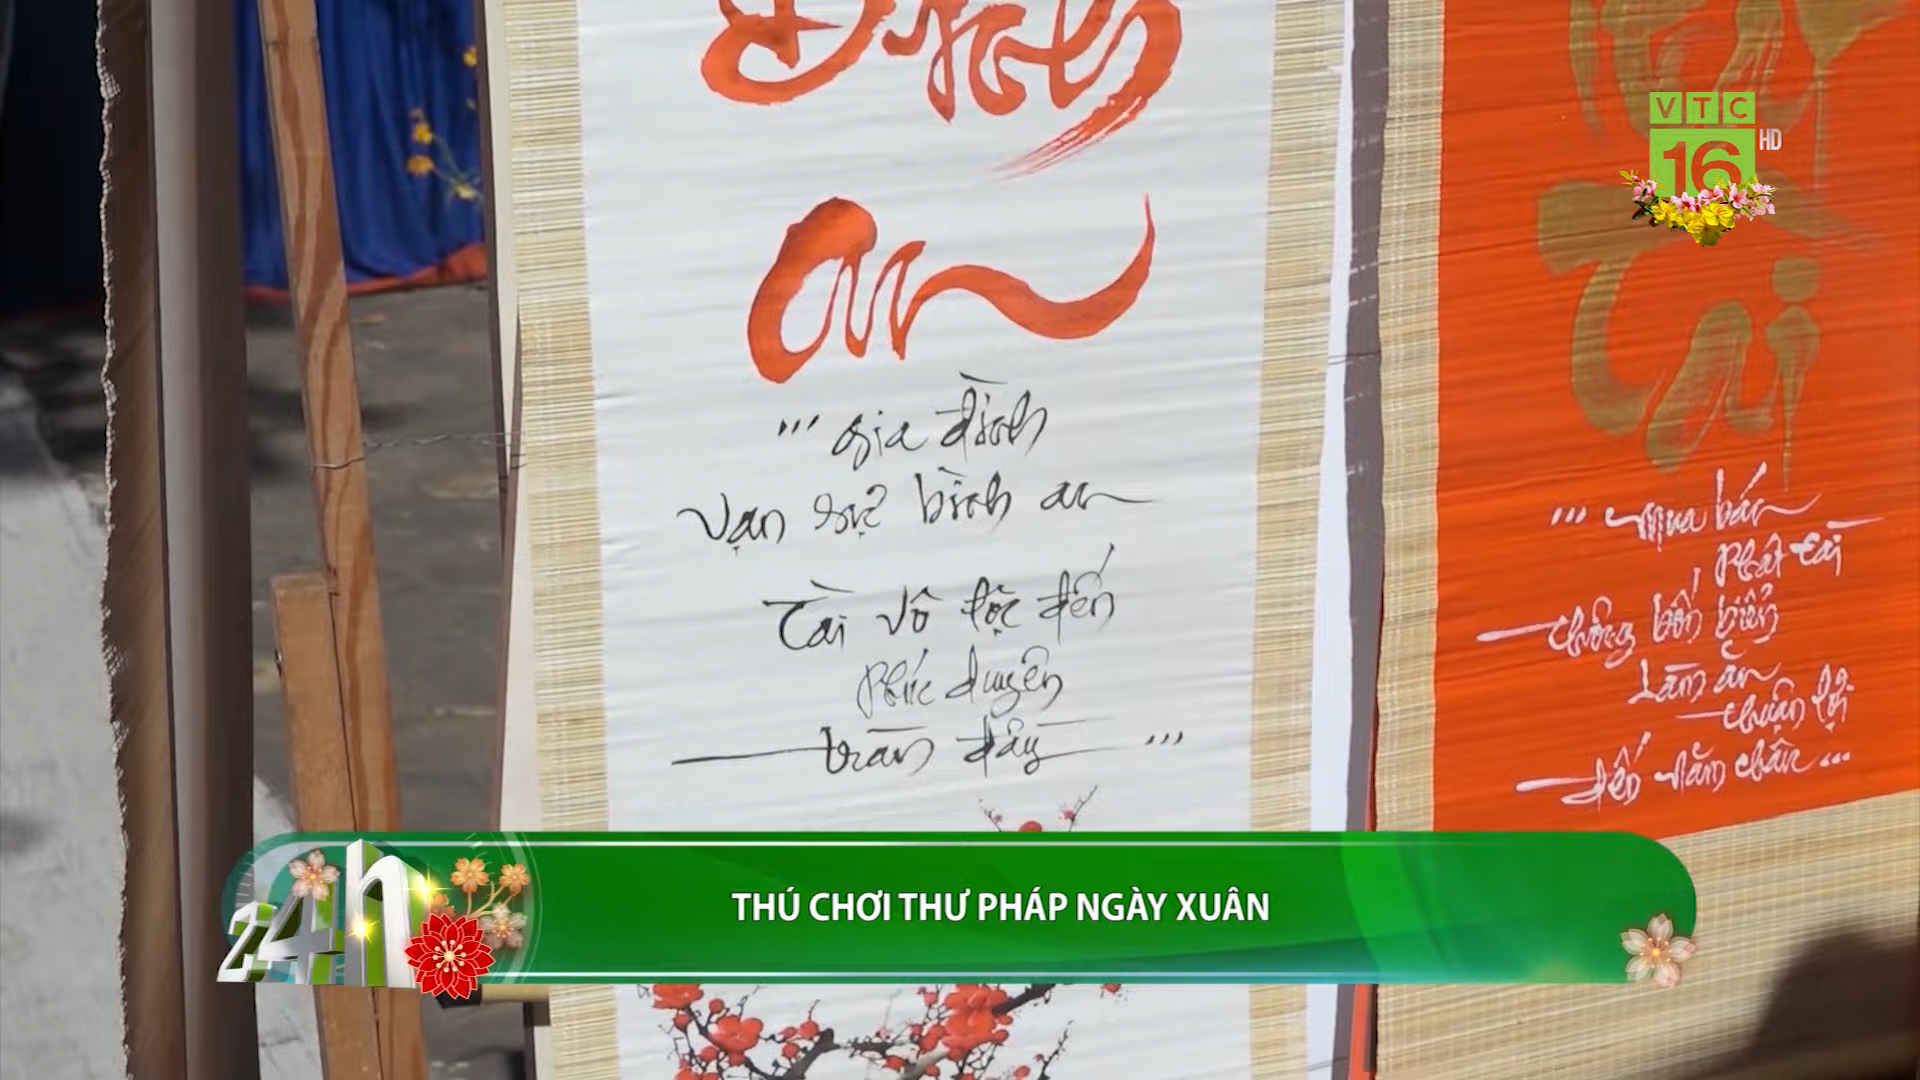 Bình
an
"' gia đình
vạn sự bình an
Tài vô lộc đến
Phúc duyên
tràn đầy "'
Tài
"' mua bán
Phát tài
thông bốn biển
Làm ăn
thuận lợi
đến năm châu...
VTC
16 HD
24h
THÚ CHƠI THƯ PHÁP NGÀY XUÂN